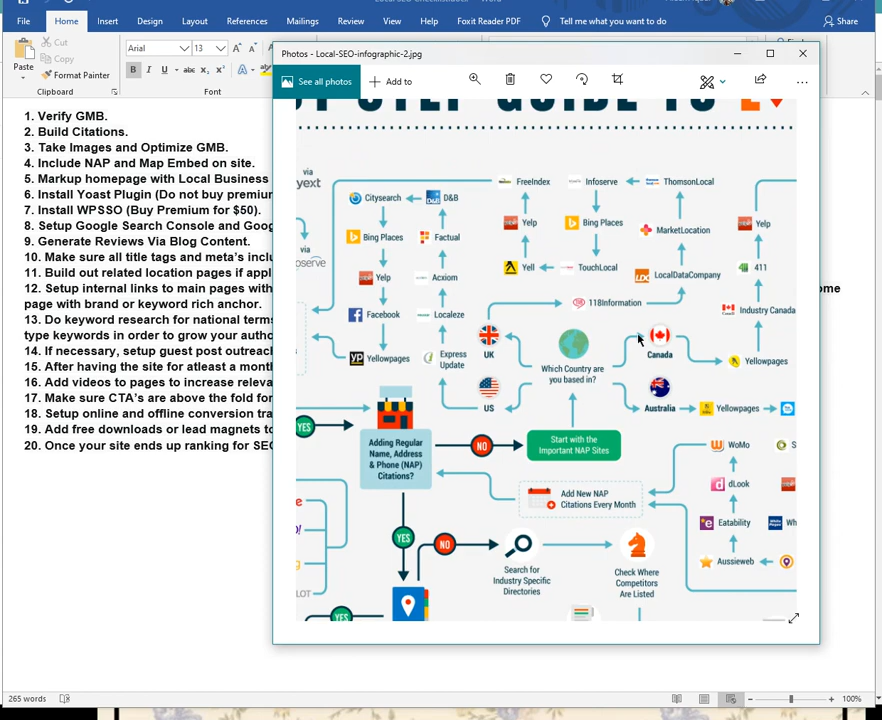 File
Home
Insert
Design
Layout
References
Mailings
Review
View
Help
Foxit Reader PDF
Tell me what you want to do
Share
Paste
Cut
Copy
Format Painter
Clipboard
Arial
13
B I U abc x₂ x²
Font
1. Verify GMB.
2. Build Citations.
3. Take Images and Optimize GMB.
4. Include NAP and Map Embed on site.
5. Markup homepage with Local Business
6. Install Yoast Plugin (Do not buy premiun
7. Install WPSSO (Buy Premium for $50).
8. Setup Google Search Console and Goog
9. Generate Reviews Via Blog Content.
10. Make sure all title tags and meta's inclu
11. Build out related location pages if appl
12. Setup internal links to main pages with ome
page with brand or keyword rich anchor.
13. Do keyword research for national terms
type keywords in order to grow your autho
14. If necessary, setup guest post outreach
15. After having the site for atleast a mont
16. Add videos to pages to increase releva
17. Make sure CTA's are above the fold for
18. Setup online and offline conversion tra
19. Add free downloads or lead magnets to
20. Once your site ends up ranking for SEO
Photos - Local-SEO-infographic-2.jpg
See all photos
Add to
GUIDE TO
via
yext
via
oserve
FreeIndex
Infoserve
ThomsonLocal
Citysearch
D&B
Yelp
Bing Places
MarketLocation
Yelp
Bing Places
Factual
Yell
TouchLocal
LocalDataCompany
411
Yelp
Acxiom
118Information
Industry Canada
Facebook
Localeze
UK
Canada
Yellowpages
Yellowpages
Express
Update
Which Country are
you based in?
US
Australia
Yellowpages
YES
Adding Regular
Name, Address
& Phone (NAP)
Citations?
NO
Start with the
Important NAP Sites
WoMo
S
dLook
Add New NAP
Citations Every Month
Eatability
Wh
Aussieweb
YES
NO
Search for
Industry Specific
Directories
Check Where
Competitors
Are Listed
LOT
YES
265 words
100%